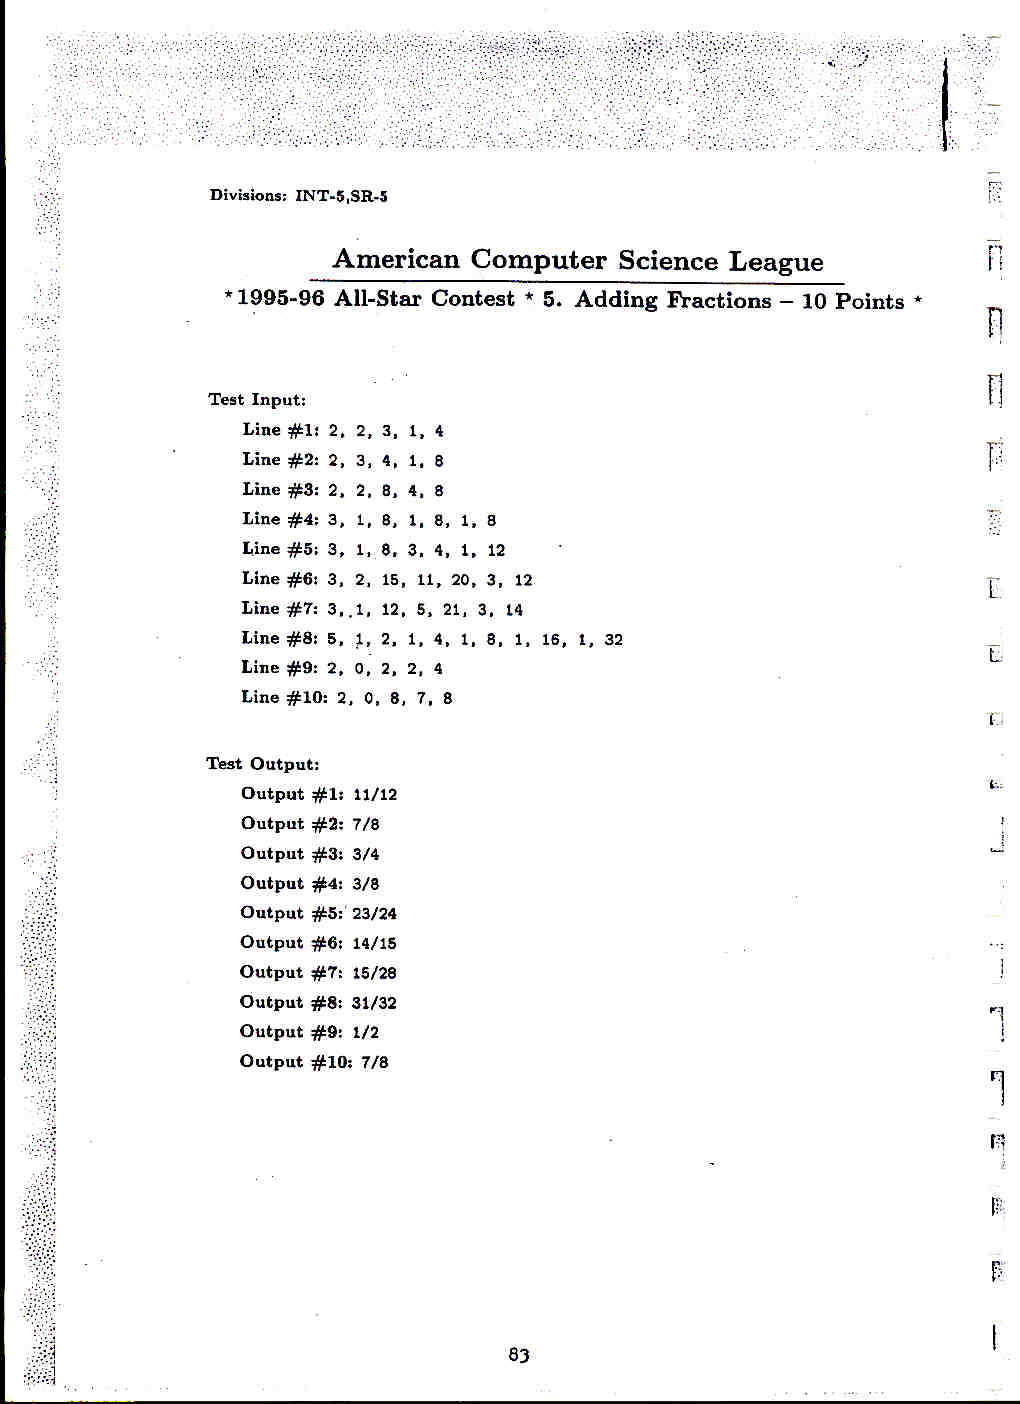 Divisions: INT-5,SR-5
American Computer Science League
*1995-96 All-Star Contest * 5. Adding Fractions – 10 Points *
Test Input:
Line #1: 2, 2, 3, 1, 4
Line #2: 2, 3, 4, 1, 8
Line #3: 2, 2, 8, 4, 8
Line #4: 3, 1, 8, 1, 8, 1, 8
Line #5: 3, 1, 8, 3, 4, 1, 12
Line #6: 3, 2, 15, 11, 20, 3, 12
Line #7: 3, 1, 12, 5, 21, 3, 14
Line #8: 5, 1, 2, 1, 4, 1, 8, 1, 16, 1, 32
Line #9: 2, 0, 2, 2, 4
Line #10: 2, 0, 8, 7, 8
Test Output:
Output #1: 11/12
Output #2: 7/8
Output #3: 3/4
Output #4: 3/8
Output #5: 23/24
Output #6: 14/15
Output #7: 15/28
Output #8: 31/32
Output #9: 1/2
Output #10: 7/8
83